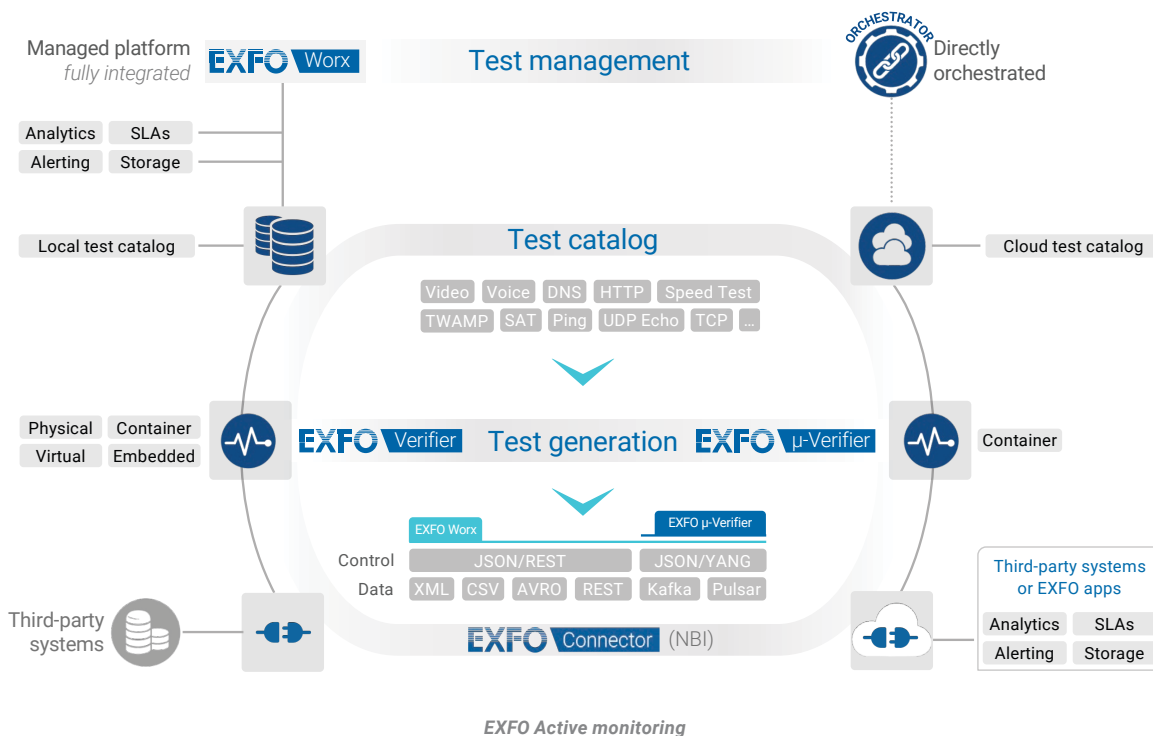 Managed platform
fully integrated
EXFO Worx
Test management
ORCHESTRATOR
Directly
orchestrated
Analytics SLAs
Alerting Storage
Local test catalog
Test catalog
Cloud test catalog
Video Voice DNS HTTP Speed Test
TWAMP SAT Ping UDP Echo TCP ...
Physical Container
Virtual Embedded
EXFO Verifier
Test generation
EXFO μ-Verifier
Container
EXFO Worx
EXFO μ-Verifier
Control JSON/REST JSON/YANG
Data XML CSV AVRO REST Kafka Pulsar
Third-party
systems
EXFO Connector (NBI)
Third-party systems
or EXFO apps
Analytics SLAs
Alerting Storage
EXFO Active monitoring